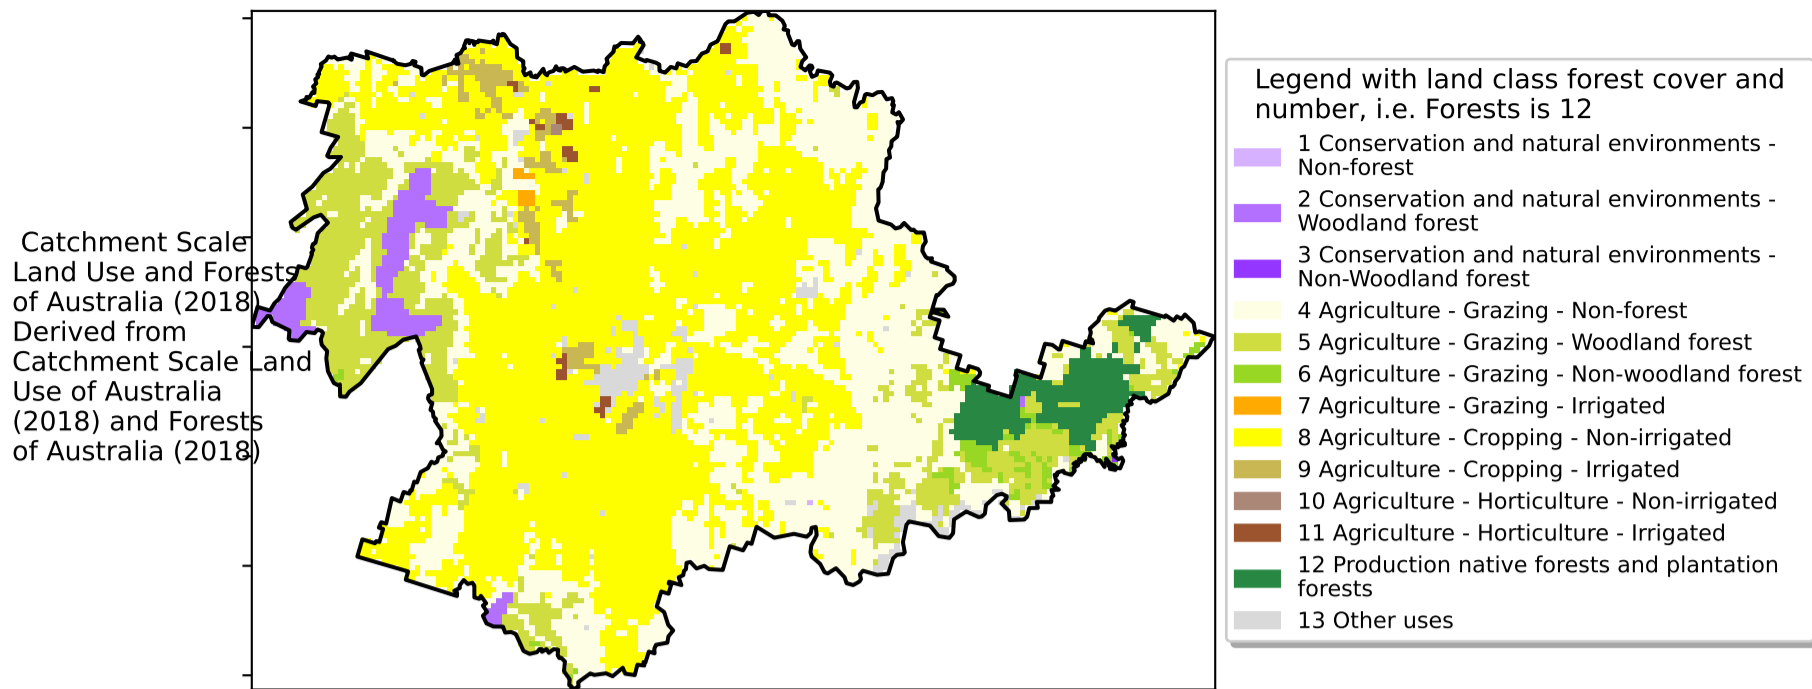 Catchment Scale
Land Use and Forests
of Australia (2018)
Derived from
Catchment Scale Land
Use of Australia
(2018) and Forests
of Australia (2018)
Legend with land class forest cover and
number, i.e. Forests is 12
1 Conservation and natural environments -
Non-forest
2 Conservation and natural environments -
Woodland forest
3 Conservation and natural environments -
Non-Woodland forest
4 Agriculture - Grazing - Non-forest
5 Agriculture - Grazing - Woodland forest
6 Agriculture - Grazing - Non-woodland forest
7 Agriculture - Grazing - Irrigated
8 Agriculture - Cropping - Non-irrigated
9 Agriculture - Cropping - Irrigated
10 Agriculture - Horticulture - Non-irrigated
11 Agriculture - Horticulture - Irrigated
12 Production native forests and plantation
forests
13 Other uses